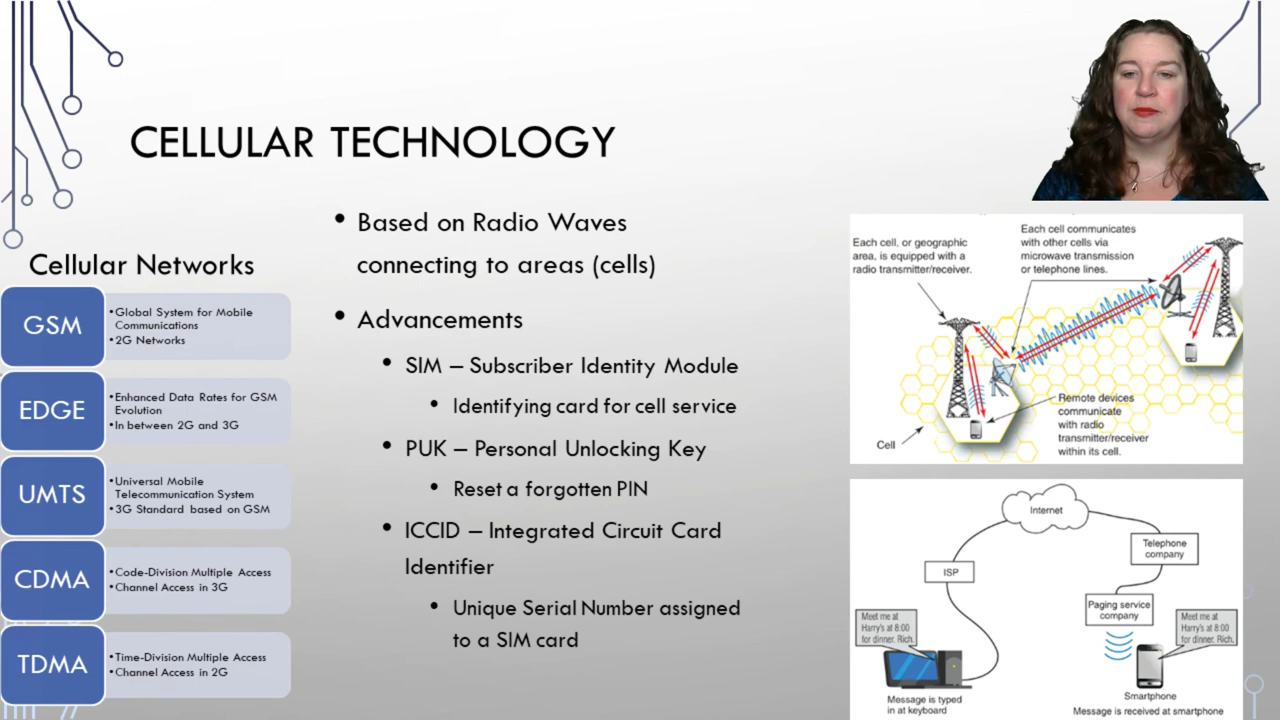 CELLULAR TECHNOLOGY
Cellular Networks
GSM
•Global System for Mobile
Communications
•2G Networks
EDGE
•Enhanced Data Rates for GSM
Evolution
•In between 2G and 3G
UMTS
•Universal Mobile
Telecommunication System
•3G Standard based on GSM
CDMA
•Code-Division Multiple Access
•Channel Access in 3G
TDMA
•Time-Division Multiple Access
•Channel Access in 2G
• Based on Radio Waves
connecting to areas (cells)
• Advancements
• SIM – Subscriber Identity Module
• Identifying card for cell service
• PUK – Personal Unlocking Key
• Reset a forgotten PIN
• ICCID – Integrated Circuit Card
Identifier
• Unique Serial Number assigned
to a SIM card
Each cell, or geographic
area, is equipped with a
radio transmitter/receiver.
Each cell communicates
with other cells via
microwave transmission
or telephone lines.
Remote devices
communicate
with radio
transmitter/receiver
within its cell.
Cell
Internet
Telephone
company
ISP
Paging service
company
Meet me at
Harry's at 8:00
for dinner. Rich.
Meet me at
Harry's at 8:00
for dinner. Rich.
Message is typed
in at keyboard
Smartphone
Message is received at smartphone